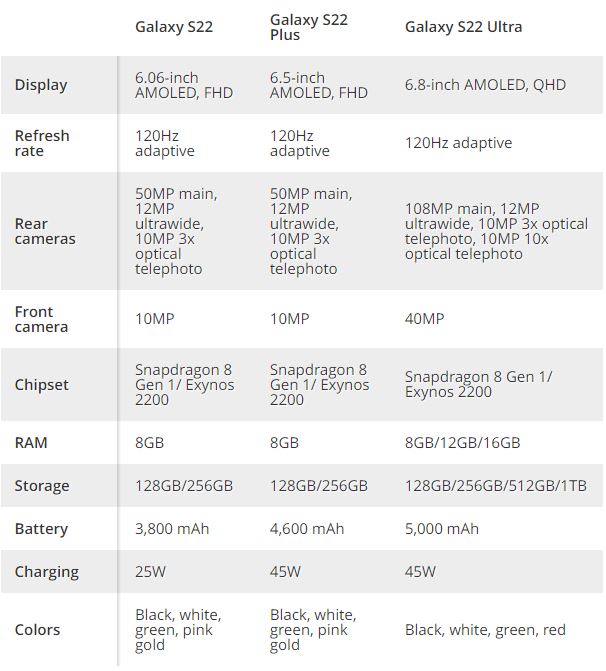 Galaxy S22
Galaxy S22
Plus
Galaxy S22 Ultra
Display
6.06-inch
AMOLED, FHD
6.5-inch
AMOLED, FHD
6.8-inch AMOLED, QHD
Refresh
rate
120Hz
adaptive
120Hz
adaptive
120Hz adaptive
Rear
cameras
50MP main,
12MP
ultrawide,
10MP 3x
optical
telephoto
50MP main,
12MP
ultrawide,
10MP 3x
optical
telephoto
108MP main, 12MP
ultrawide, 10MP 3x optical
telephoto, 10MP 10x
optical telephoto
Front
camera
10MP
10MP
40MP
Chipset
Snapdragon 8
Gen 1/ Exynos
2200
Snapdragon 8
Gen 1/ Exynos
2200
Snapdragon 8 Gen 1/
Exynos 2200
RAM
8GB
8GB
8GB/12GB/16GB
Storage
128GB/256GB
128GB/256GB
128GB/256GB/512GB/1TB
Battery
3,800 mAh
4,600 mAh
5,000 mAh
Charging
25W
45W
45W
Colors
Black, white,
green, pink
gold
Black, white,
green, pink
gold
Black, white, green, red